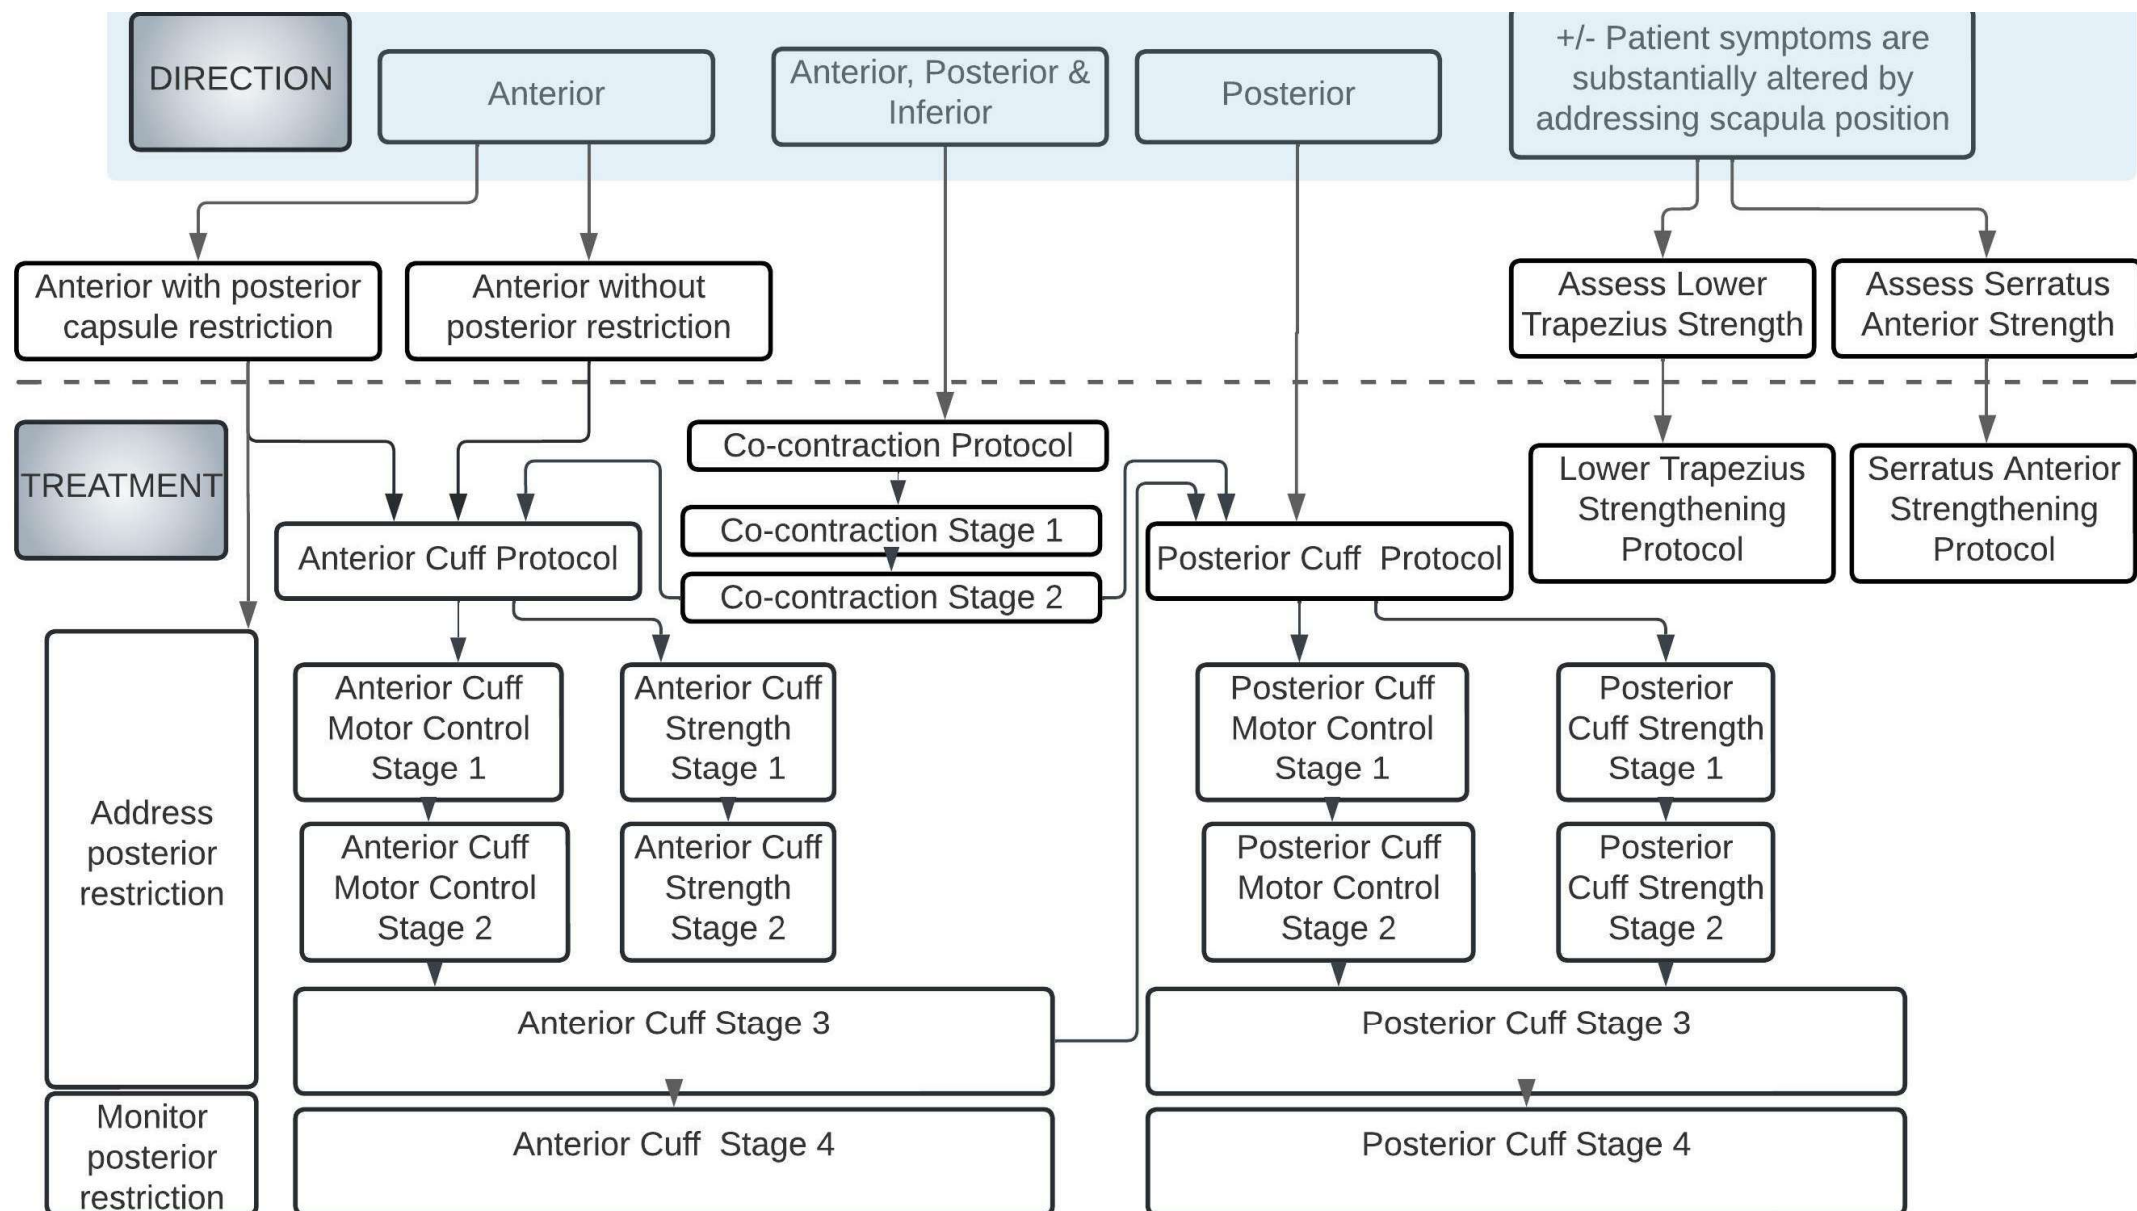 DIRECTION
Anterior
Anterior, Posterior &
Inferior
Posterior
+/- Patient symptoms are
substantially altered by
addressing scapula position
Anterior with posterior
capsule restriction
Anterior without
posterior restriction
Assess Lower
Trapezius Strength
Assess Serratus
Anterior Strength
TREATMENT
Co-contraction Protocol
Co-contraction Stage 1
Co-contraction Stage 2
Anterior Cuff Protocol
Posterior Cuff  Protocol
Lower Trapezius
Strengthening
Protocol
Serratus Anterior
Strengthening
Protocol
Address
posterior
restriction
Anterior Cuff
Motor Control
Stage 1
Anterior Cuff
Strength
Stage 1
Posterior Cuff
Motor Control
Stage 1
Posterior
Cuff Strength
Stage 1
Anterior Cuff
Motor Control
Stage 2
Anterior Cuff
Strength
Stage 2
Posterior Cuff
Motor Control
Stage 2
Posterior
Cuff Strength
Stage 2
Anterior Cuff Stage 3
Posterior Cuff Stage 3
Monitor
posterior
restriction
Anterior Cuff  Stage 4
Posterior Cuff Stage 4